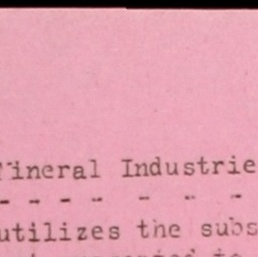 Mineral Industrie
- - - - - - -
utilizes the subs